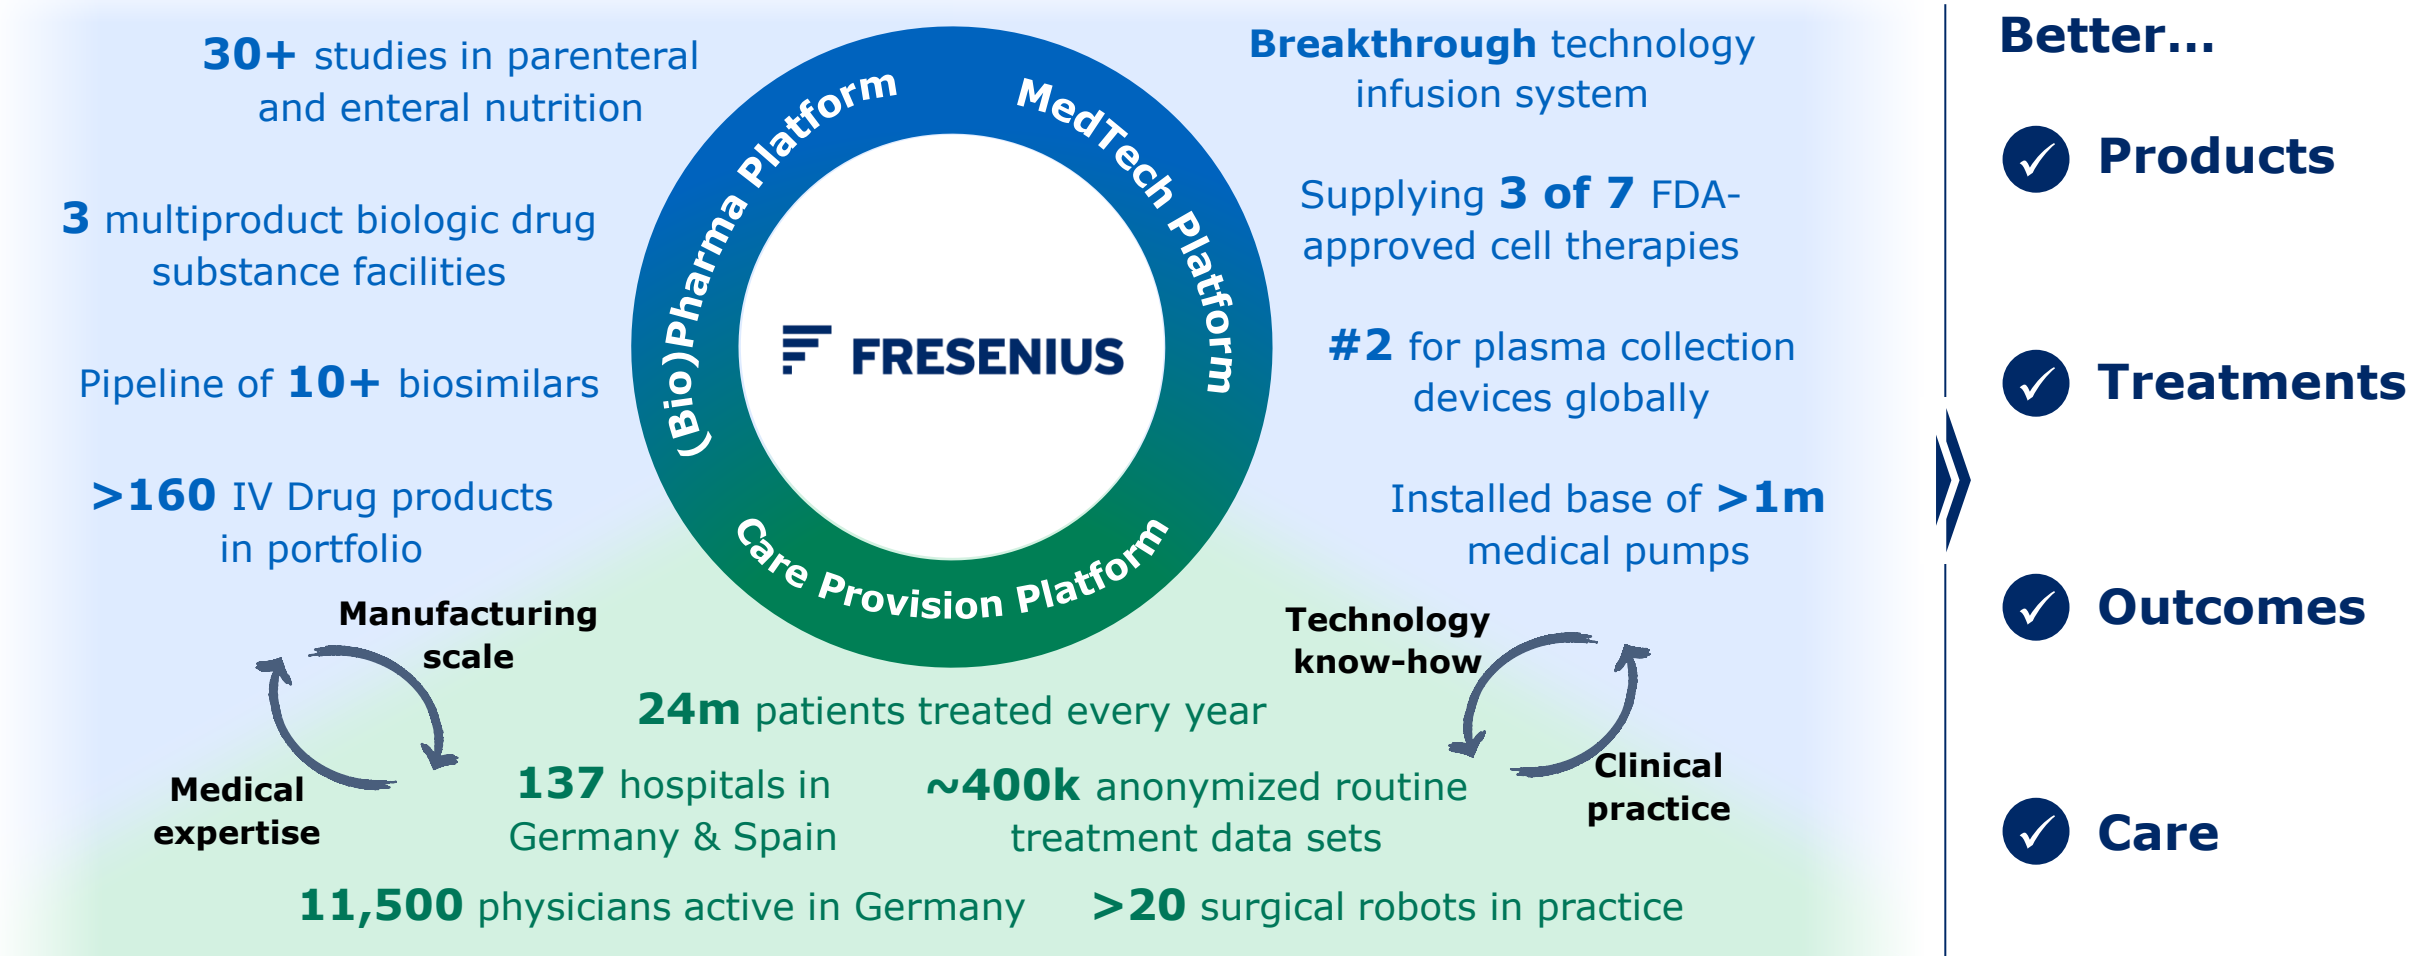 30+ studies in parenteral
and enteral nutrition
3 multiproduct biologic drug
substance facilities
Pipeline of 10+ biosimilars
>160 IV Drug products
in portfolio
(Bio)Pharma Platform
MedTech Platform
Care Provision Platform
FRESENIUS
Breakthrough technology
infusion system
Supplying 3 of 7 FDA-
approved cell therapies
#2 for plasma collection
devices globally
Installed base of >1m
medical pumps
Manufacturing
scale
Medical
expertise
Technology
know-how
Clinical
practice
24m patients treated every year
137 hospitals in
Germany & Spain
~400k anonymized routine
treatment data sets
11,500 physicians active in Germany
>20 surgical robots in practice
Better...
Products
Treatments
Outcomes
Care